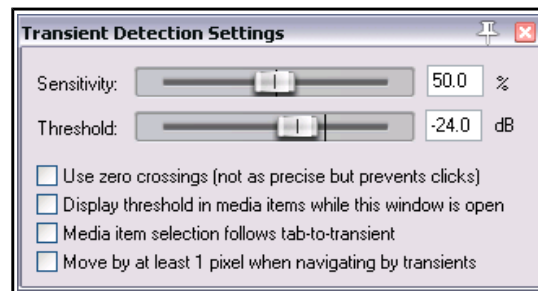 Transient Detection Settings
Sensitivity: 50.0 %
Threshold: -24.0 dB
Use zero crossings (not as precise but prevents clicks)
Display threshold in media items while this window is open
Media item selection follows tab-to-transient
Move by at least 1 pixel when navigating by transients